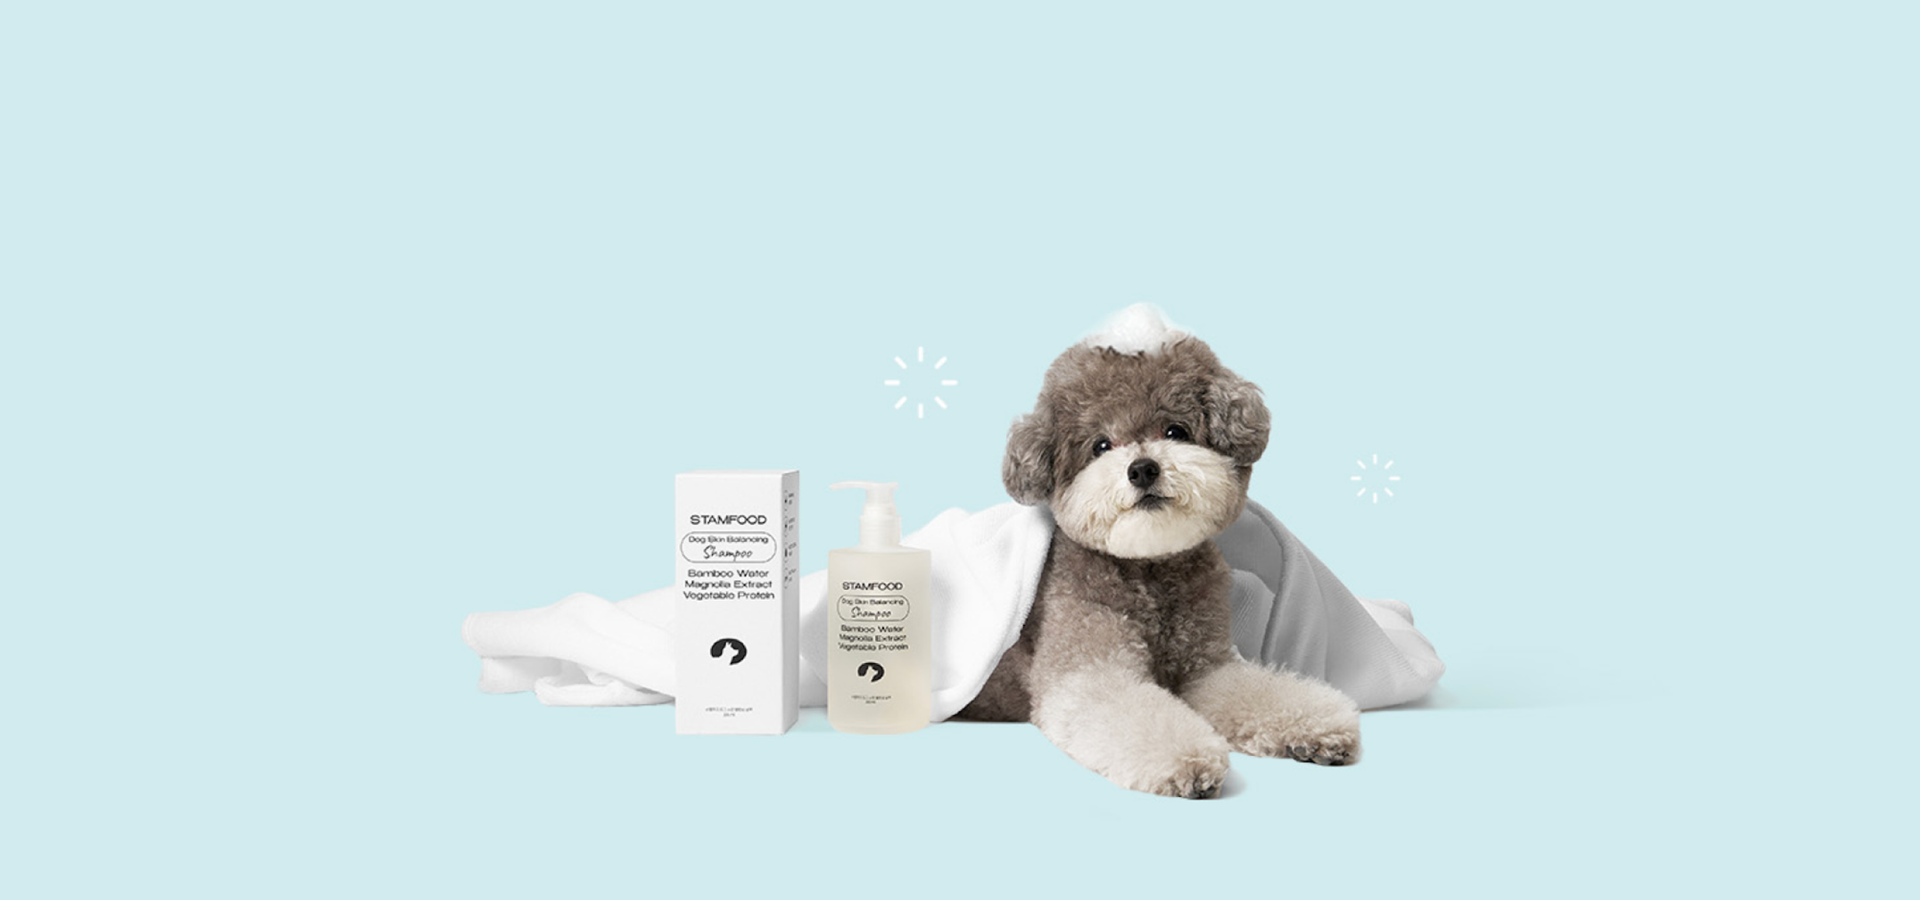 STAMFOOD
Dog Skin Balancing
Shampoo
Bamboo Water
Magnolia Extract
Vegetable Protein
STAMFOOD
Dog Skin Balancing
Shampoo
Bamboo Water
Magnolia Extract
Vegetable Protein